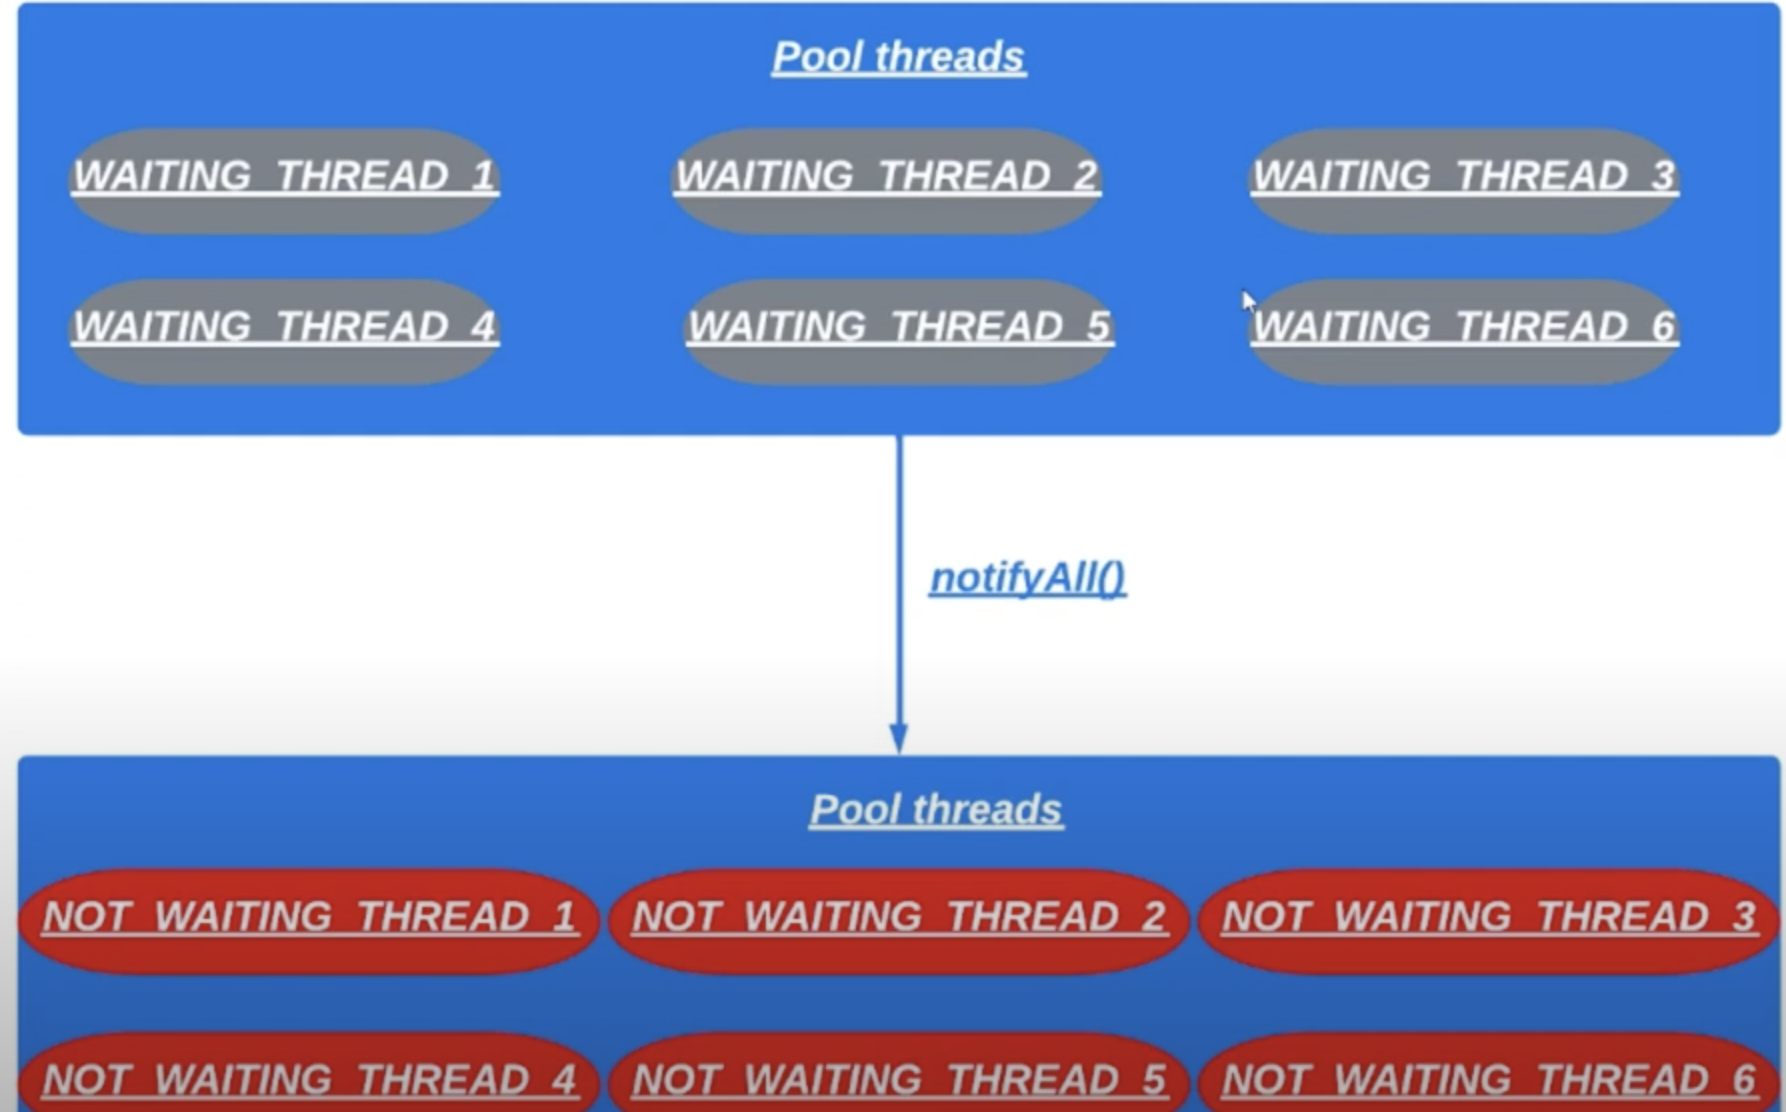 Pool threads
WAITING THREAD 1
WAITING THREAD 2
WAITING THREAD 3
WAITING THREAD 4
WAITING THREAD 5
WAITING THREAD 6
notifyAll()
Pool threads
NOT WAITING THREAD 1
NOT WAITING THREAD 2
NOT WAITING THREAD 3
NOT WAITING THREAD 4
NOT WAITING THREAD 5
NOT WAITING THREAD 6